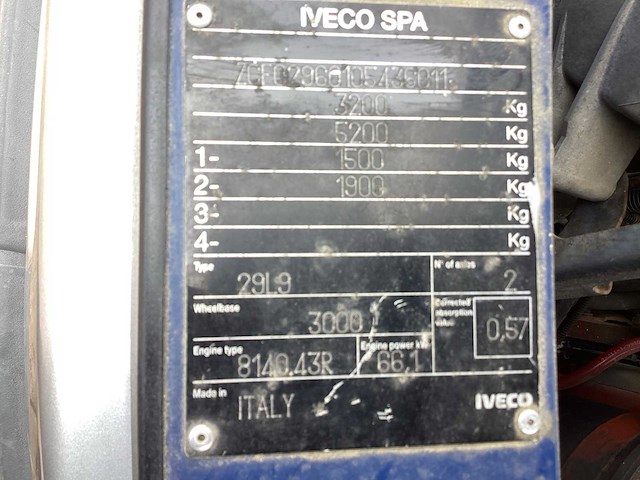 IVECO SPA
3200 Kg
5200 Kg
1- 1500 Kg
2- 1900 Kg
3- Kg
4- Kg
Type 29L9
N° of axles 2
Wheelbase 3000
Corrected absorption value 0,57
Engine type 8140.43R
Engine power kW 66.1
Made in ITALY
IVECO